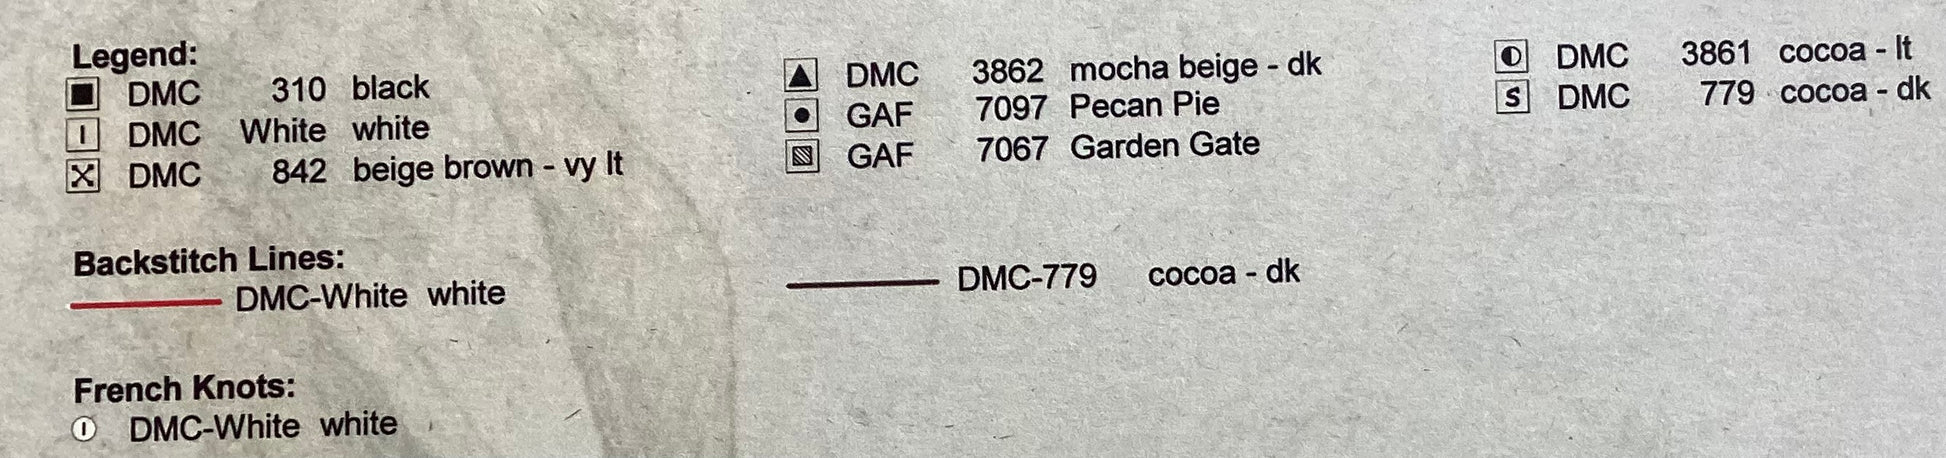 Legend:
DMC 310 black
DMC White white
DMC 842 beige brown - vy lt
DMC 3862 mocha beige - dk
GAF 7097 Pecan Pie
GAF 7067 Garden Gate
DMC 3861 cocoa - lt
S DMC 779 cocoa - dk
Backstitch Lines:
DMC-White white
DMC-779 cocoa - dk
French Knots:
DMC-White white